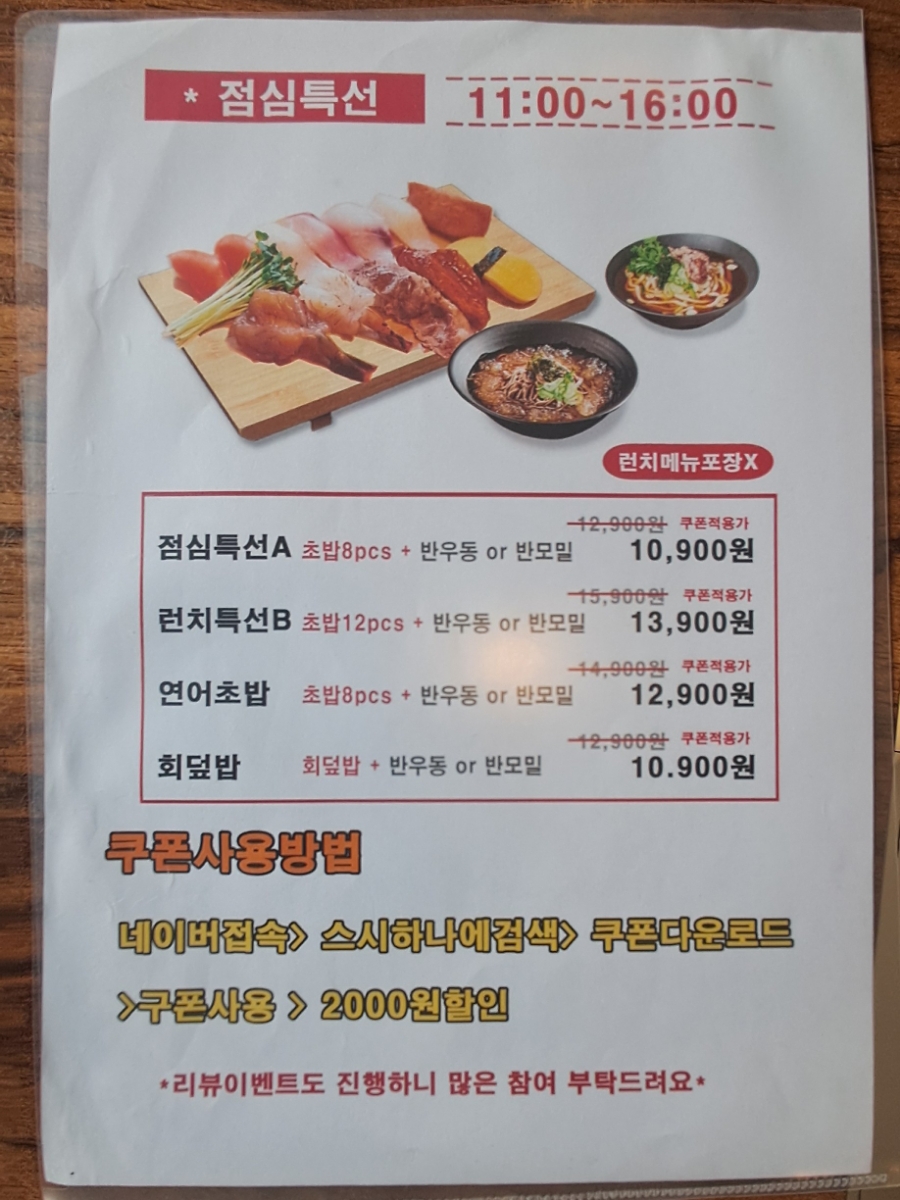 * 점심특선 11:00~16:00
런치메뉴포장X
12,900원 쿠폰적용가
점심특선A 초밥8pcs + 반우동 or 반모밀 10,900원
15,900원 쿠폰적용가
런치특선B 초밥12pcs + 반우동 or 반모밀 13,900원
14,900원 쿠폰적용가
연어초밥 초밥8pcs + 반우동 or 반모밀 12,900원
12,900원 쿠폰적용가
회덮밥 회덮밥 + 반우동 or 반모밀 10.900원
쿠폰사용방법
네이버접속> 스시하나에검색> 쿠폰다운로드
>구폰사용 > 2000원할인
*리뷰이벤트도 진행하니 많은 참여 부탁드려요*